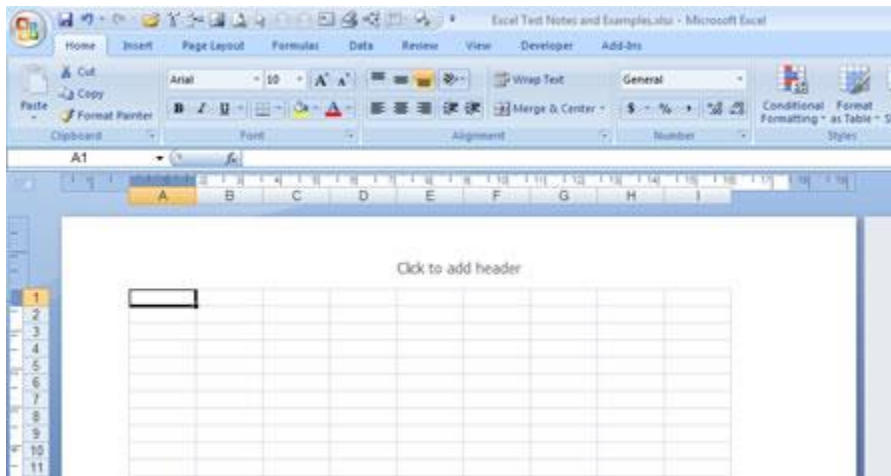 Excel Test Notes and Examples.xlsx - Microsoft Excel
Home Insert Page Layout Formulas Data Review View Developer Add-Ins
Cut
Copy
Paste
Format Painter
Clipboard
Arial 10 A A
B I U A
Font
Wrap Text
Merge & Center
Alignment
General
$ % ,
Number
Conditional Formatting
Format as Table
Styles
A1 fx
A B C D E F G H I
Click to add header
1
2
3
4
5
6
7
8
9
10
11